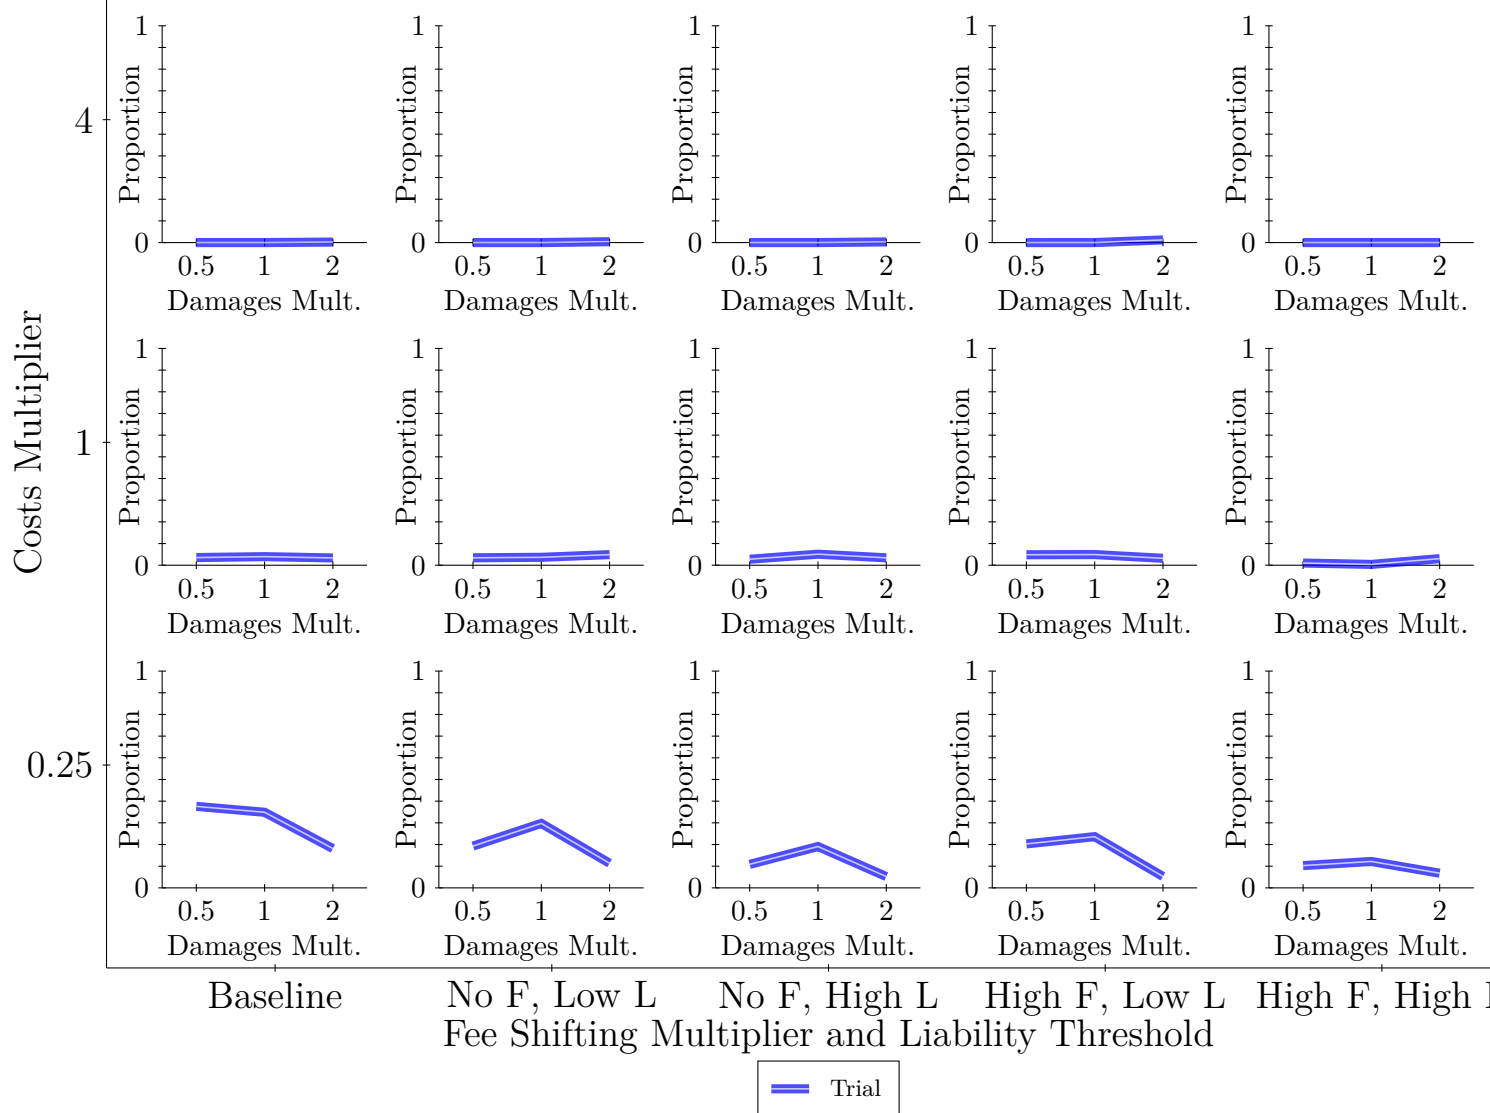 1 1 1 1 1
Proportion Proportion Proportion Proportion Proportion
4
0 0 0 0 0
0.5 1 2 0.5 1 2 0.5 1 2 0.5 1 2 0.5 1 2
Damages Mult. Damages Mult. Damages Mult. Damages Mult. Damages Mult.
Costs Multiplier
1 1 1 1 1
Proportion Proportion Proportion Proportion Proportion
1
0 0 0 0 0
0.5 1 2 0.5 1 2 0.5 1 2 0.5 1 2 0.5 1 2
Damages Mult. Damages Mult. Damages Mult. Damages Mult. Damages Mult.
1 1 1 1 1
Proportion Proportion Proportion Proportion Proportion
0.25
0 0 0 0 0
0.5 1 2 0.5 1 2 0.5 1 2 0.5 1 2 0.5 1 2
Damages Mult. Damages Mult. Damages Mult. Damages Mult. Damages Mult.
Baseline No F, Low L No F, High L High F, Low L High F, High
Fee Shifting Multiplier and Liability Threshold
Trial